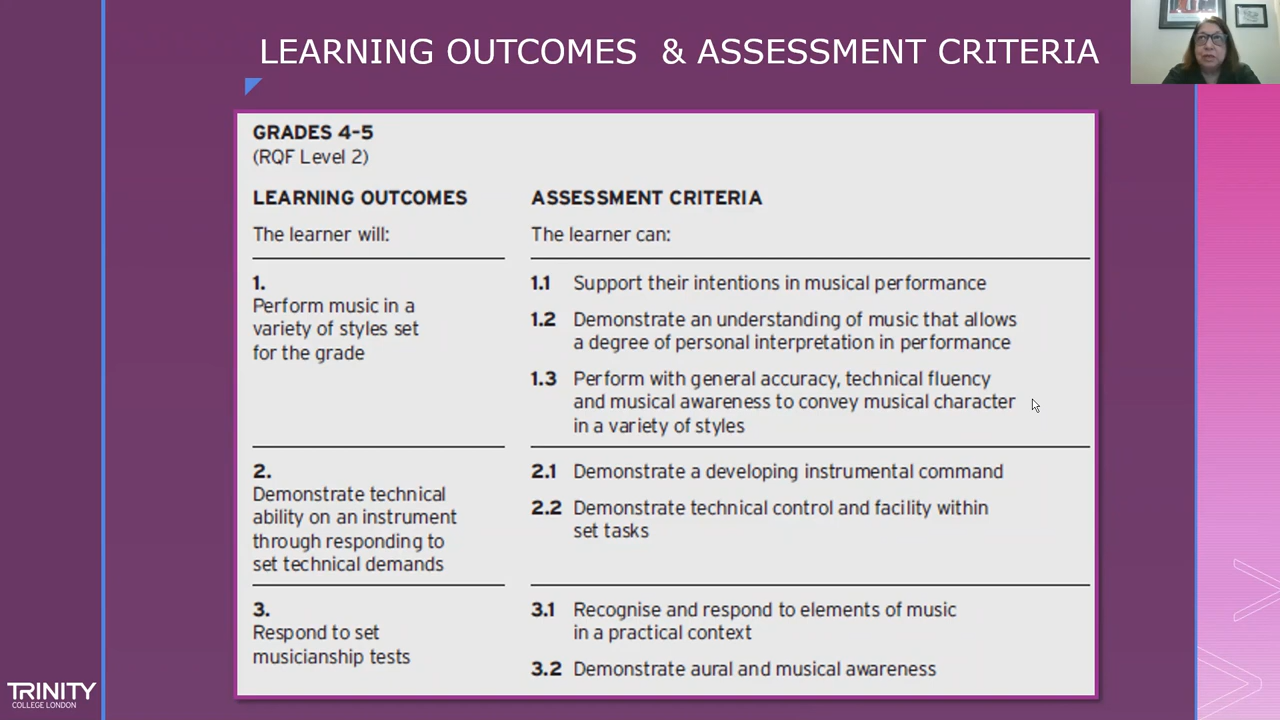 LEARNING OUTCOMES & ASSESSMENT CRITERIA
GRADES 4-5
(RQF Level 2)
LEARNING OUTCOMES
The learner will:
ASSESSMENT CRITERIA
The learner can:
1.
Perform music in a
variety of styles set
for the grade
1.1 Support their intentions in musical performance
1.2 Demonstrate an understanding of music that allows
a degree of personal interpretation in performance
1.3 Perform with general accuracy, technical fluency
and musical awareness to convey musical character
in a variety of styles
2.
Demonstrate technical
ability on an instrument
through responding to
set technical demands
2.1 Demonstrate a developing instrumental command
2.2 Demonstrate technical control and facility within
set tasks
3.
Respond to set
musicianship tests
3.1 Recognise and respond to elements of music
in a practical context
3.2 Demonstrate aural and musical awareness
TRINITY
COLLEGE LONDON